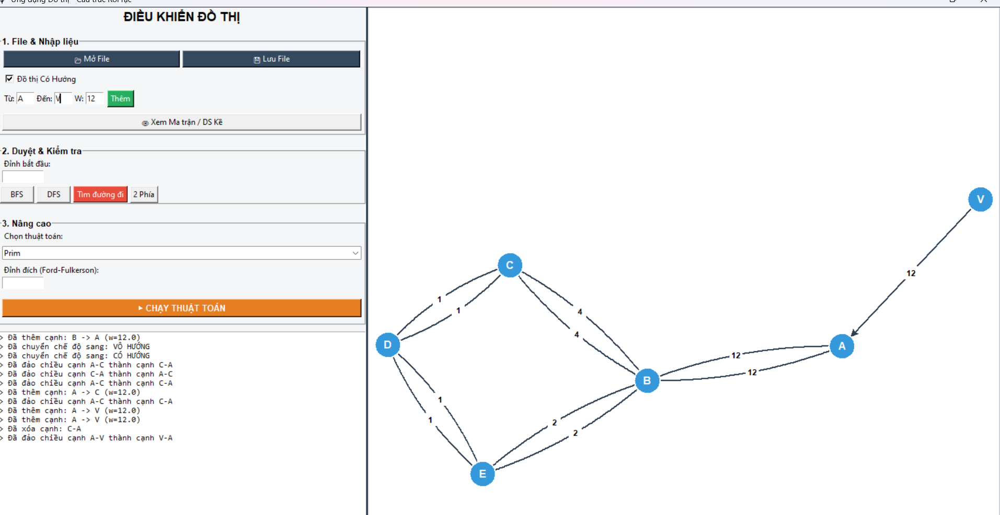 Ứng dụng Đồ thị - Cấu trúc Rời rạc
ĐIỀU KHIỂN ĐỒ THỊ
1. File & Nhập liệu
Mở File
Lưu File
Đồ thị Có Hướng
Từ: A Đến: V W: 12 Thêm
Xem Ma trận / DS Kề
2. Duyệt & Kiểm tra
Đỉnh bắt đầu:
BFS DFS Tìm đường đi 2 Phía
3. Nâng cao
Chọn thuật toán:
Prim
Đỉnh đích (Ford-Fulkerson):
CHẠY THUẬT TOÁN
> Đã thêm cạnh: B -> A (w=12.0)
> Đã chuyển chế độ sang: VÔ HƯỚNG
> Đã chuyển chế độ sang: CÓ HƯỚNG
> Đã đảo chiều cạnh A-C thành cạnh C-A
> Đã đảo chiều cạnh C-A thành cạnh A-C
> Đã đảo chiều cạnh A-C thành cạnh C-A
> Đã thêm cạnh: A -> C (w=12.0)
> Đã đảo chiều cạnh A-C thành cạnh C-A
> Đã thêm cạnh: A -> V (w=12.0)
> Đã thêm cạnh: A -> V (w=12.0)
> Đã xóa cạnh: C-A
> Đã đảo chiều cạnh A-V thành cạnh V-A
V
C
12
1
1
4
4
D
A
12
12
B
1
1
2
2
E